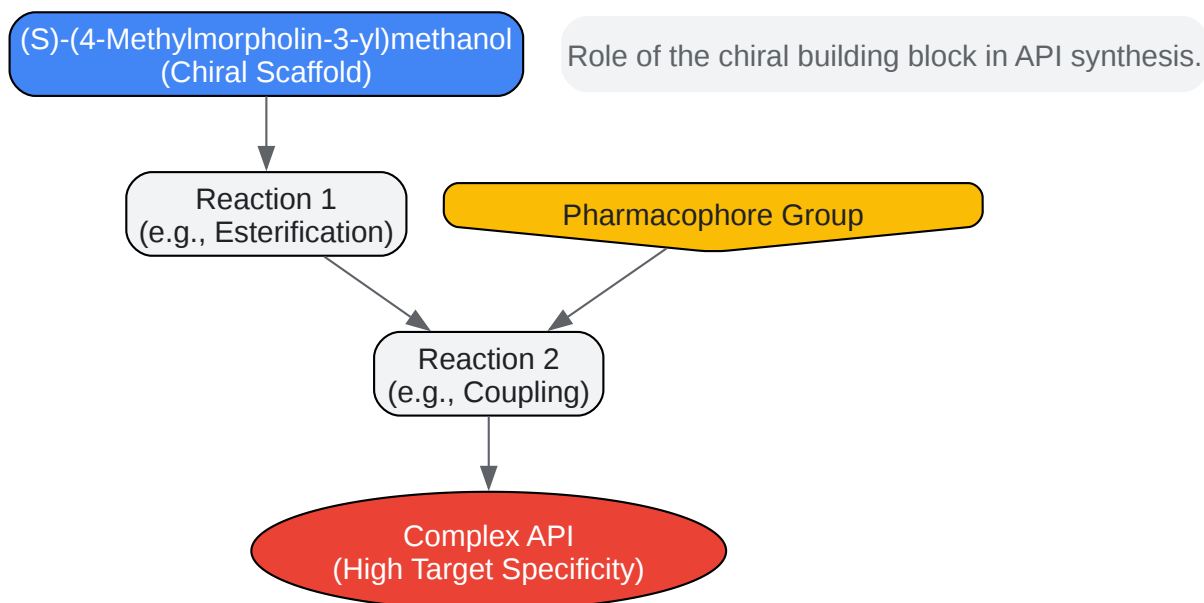 (S)-(4-Methylmorpholin-3-yl)methanol
(Chiral Scaffold)
Role of the chiral building block in API synthesis.
Reaction 1
(e.g., Esterification)
Pharmacophore Group
Reaction 2
(e.g., Coupling)
Complex API
(High Target Specificity)